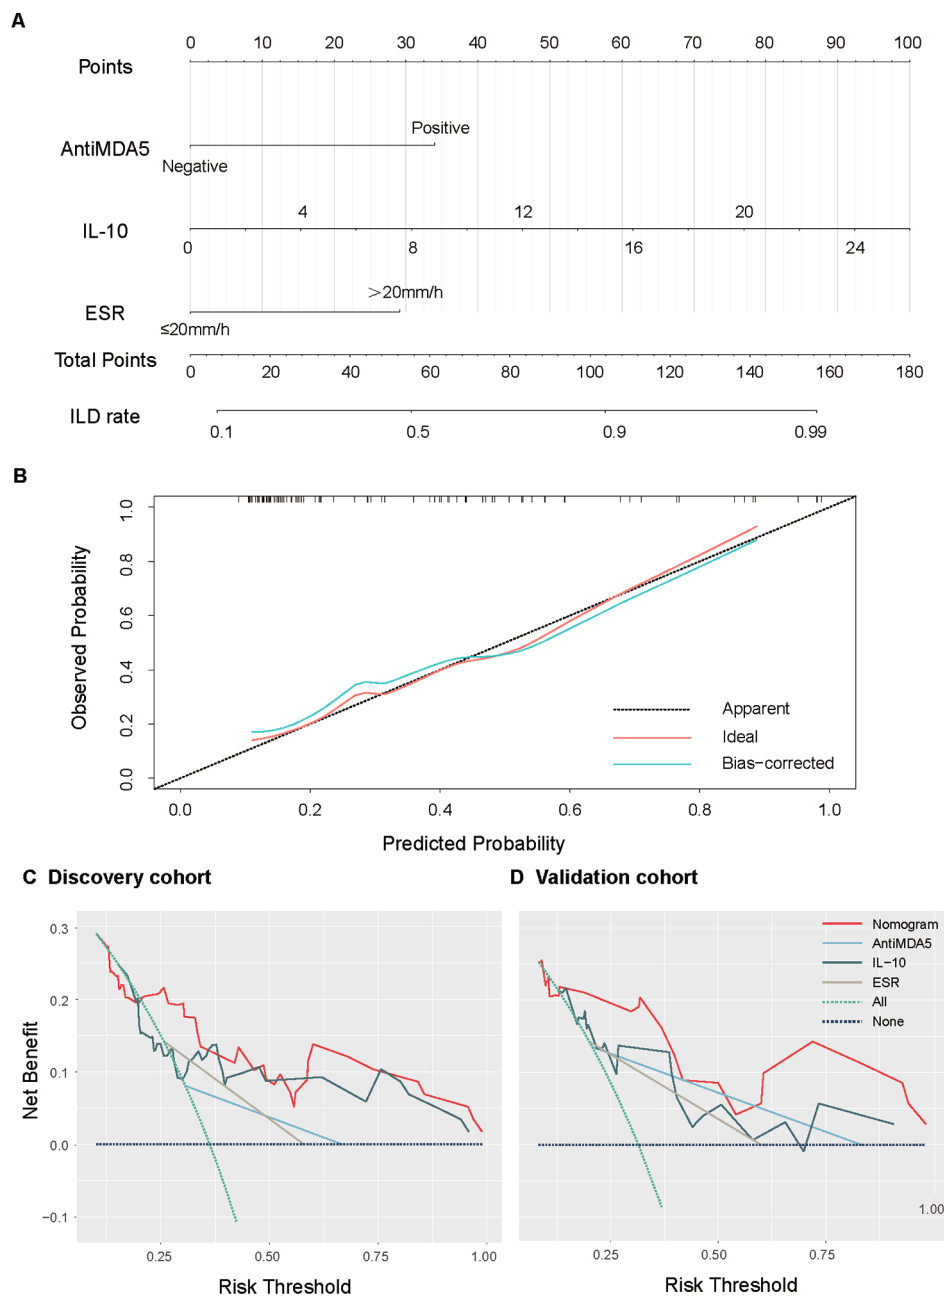 A
0 10 20 30 40 50 60 70 80 90 100
Points
Positive
AntiMDA5
Negative
4 12 20
IL-10
0 8 16 24
>20mm/h
ESR
≤20mm/h
Total Points
0 20 40 60 80 100 120 140 160 180
ILD rate
0.1 0.5 0.9 0.99
B
1.0
0.8
0.6
0.4
0.2
0.0
Observed Probability
Apparent
Ideal
Bias-corrected
0.0 0.2 0.4 0.6 0.8 1.0
Predicted Probability
C Discovery cohort
0.3
0.2
0.1
0.0
-0.1
Net Benefit
0.25 0.50 0.75 1.00
Risk Threshold
D Validation cohort
Nomogram
AntiMDA5
IL-10
ESR
All
None
1.00
0.25 0.50 0.75
Risk Threshold